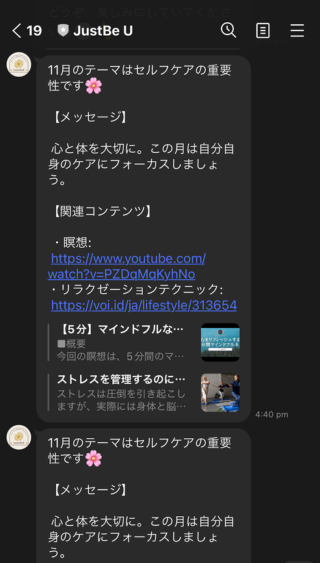 19
JustBe U
11月のテーマはセルフケアの重要
性です🌸
【メッセージ】
心と体を大切に。この月は自分自
身のケアにフォーカスしましょ
う。
【関連コンテンツ】
・瞑想:
https://www.youtube.com/
watch?v=PZDqMqKyhNo
・リラクゼーションテクニック:
https://voi.id/ja/lifestyle/313654
【5分】マインドフルな…
■概要
今回の瞑想は、5分間のマ…
ストレスを管理するのに…
ストレスは圧倒を引き起こし
ますが、実際には身体と脳…
4:40 pm
11月のテーマはセルフケアの重要
性です🌸
【メッセージ】
心と体を大切に。この月は自分自
身のケアにフォーカスしましょ
う。